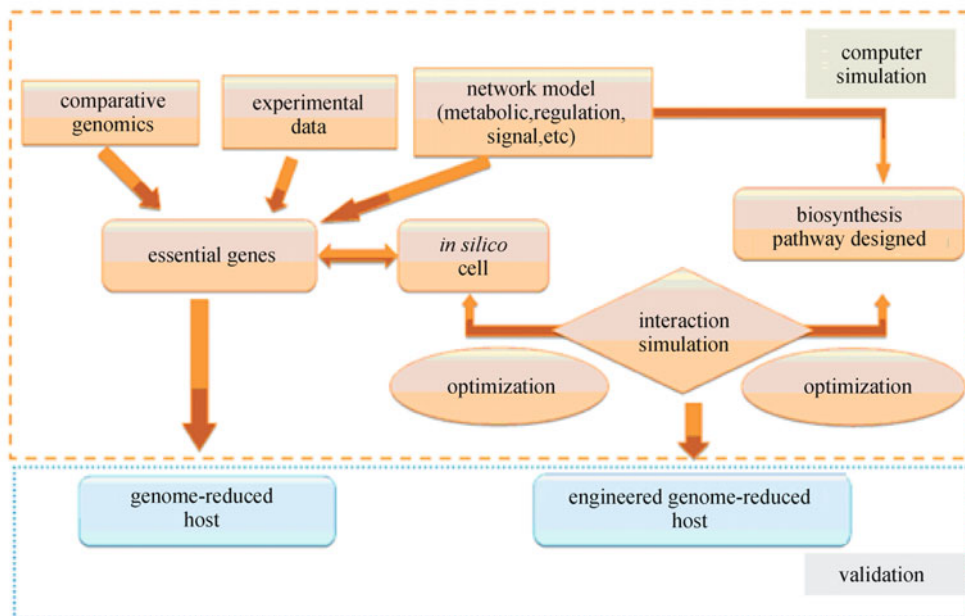 computer
simulation
comparative
genomics
experimental
data
network model
(metabolic,regulation,
signal,etc)
essential genes
in silico
cell
biosynthesis
pathway designed
interaction
simulation
optimization
optimization
genome-reduced
host
engineered genome-reduced
host
validation